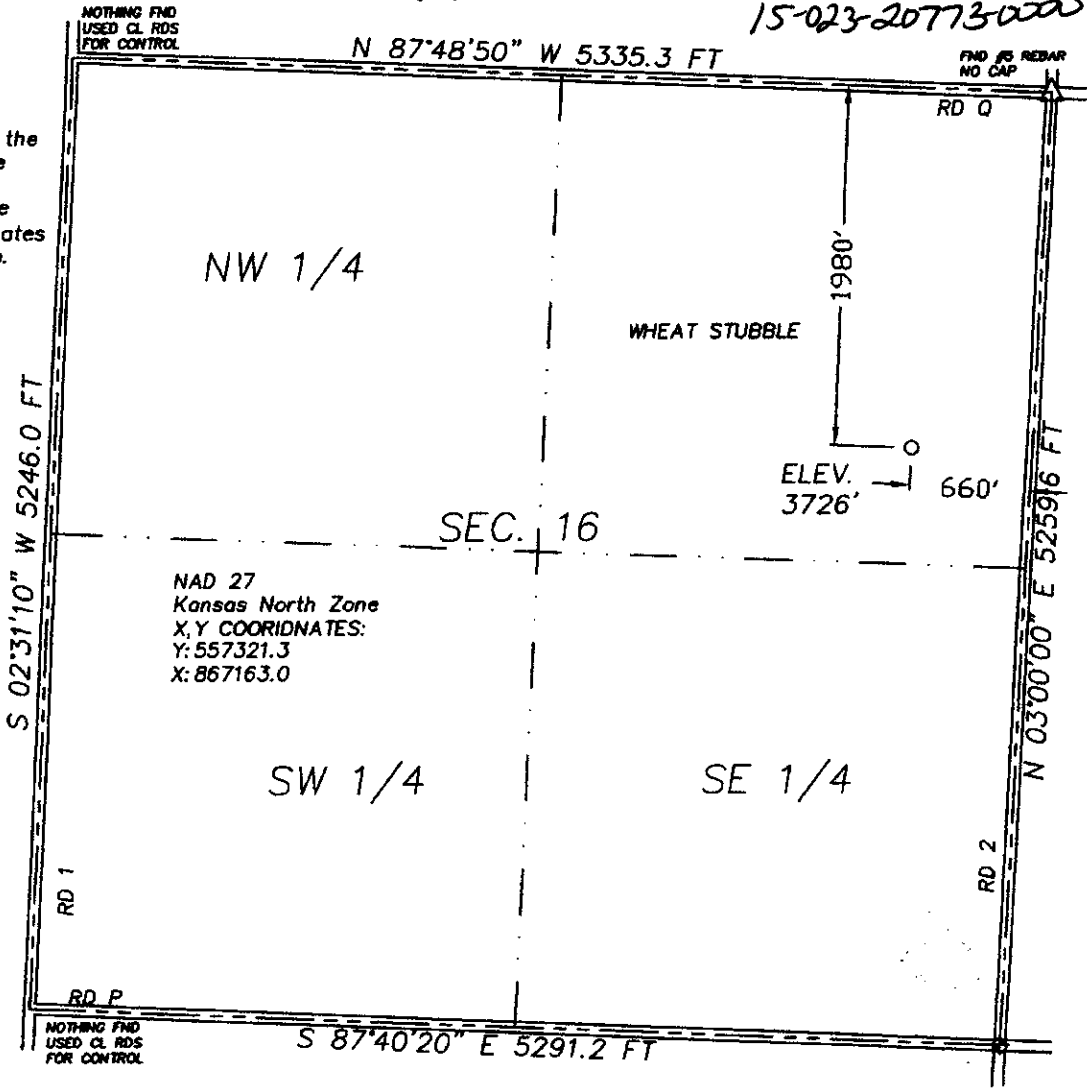 15-023-20773-0000
NOTHING FND
USED CL RDS
FOR CONTROL
N 87°48'50" W 5335.3 FT
FND #5 REBAR
NO CAP
RD Q
the
e
e
ates
NW 1/4
1980'
WHEAT STUBBLE
ELEV.
3726'
660'
S 02°31'10" W 5246.0 FT
SEC. 16
N 03°00'00" E 5259.6 FT
NAD 27
Kansas North Zone
X,Y COORIDNATES:
Y: 557321.3
X: 867163.0
SW 1/4
SE 1/4
RD 1
RD 2
RD P
NOTHING FND
USED CL RDS
FOR CONTROL
S 87°40'20" E 5291.2 FT